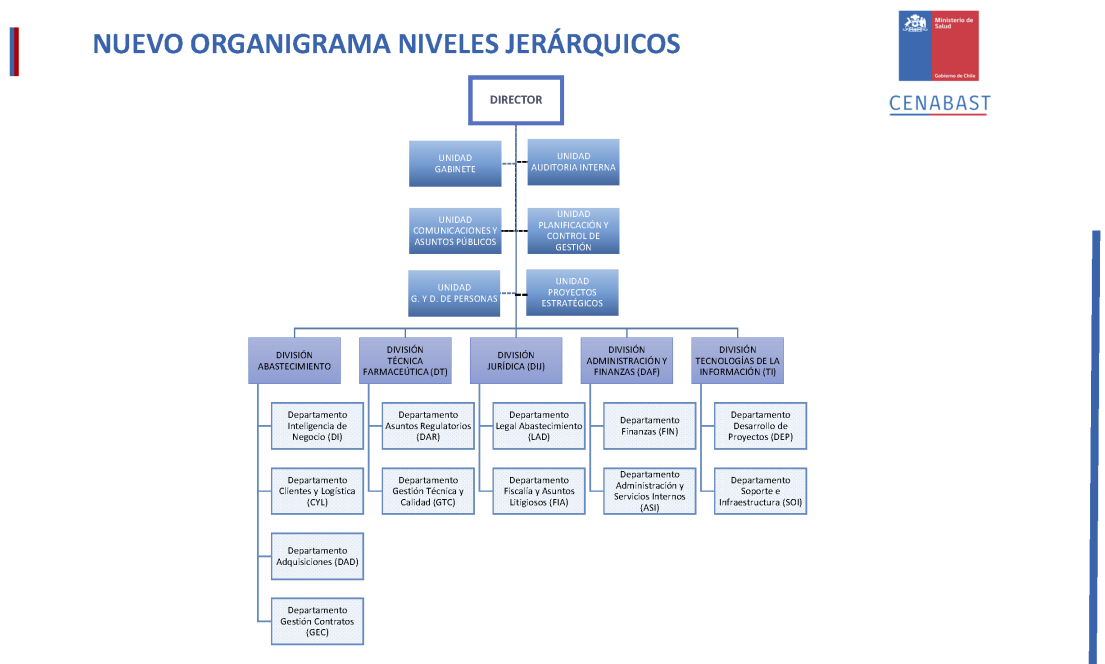 NUEVO ORGANIGRAMA NIVELES JERÁRQUICOS
Ministerio de
Salud
Gobierno de Chile
CENABAST
DIRECTOR
UNIDAD
GABINETE
UNIDAD
AUDITORIA INTERNA
UNIDAD
COMUNICACIONES Y
ASUNTOS PÚBLICOS
UNIDAD
PLANIFICACIÓN Y
CONTROL DE
GESTIÓN
UNIDAD
G. Y D. DE PERSONAS
UNIDAD
PROYECTOS
ESTRATÉGICOS
DIVISIÓN
ABASTECIMIENTO
DIVISIÓN
TÉCNICA
FARMACEÚTICA (DT)
DIVISIÓN
JURÍDICA (DIJ)
DIVISIÓN
ADMINISTRACIÓN Y
FINANZAS (DAF)
DIVISIÓN
TECNOLOGÍAS DE LA
INFORMACIÓN (TI)
Departamento
Inteligencia de
Negocio (DI)
Departamento
Asuntos Regulatorios
(DAR)
Departamento
Legal Abastecimiento
(LAD)
Departamento
Finanzas (FIN)
Departamento
Desarrollo de
Proyectos (DEP)
Departamento
Clientes y Logística
(CYL)
Departamento
Gestión Técnica y
Calidad (GTC)
Departamento
Fiscalía y Asuntos
Litigiosos (FIA)
Departamento
Administración y
Servicios Internos
(ASI)
Departamento
Soporte e
Infraestructura (SOI)
Departamento
Adquisiciones (DAD)
Departamento
Gestión Contratos
(GEC)